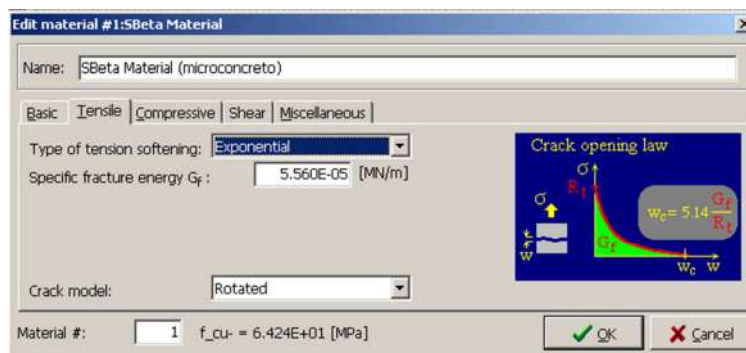 Edit material #1:SBeta Material
Name: SBeta Material (microconcreto)
Basic Tensile Compressive Shear Miscellaneous
Type of tension softening: Exponential
Specific fracture energy Gf : 5.560E-05 [MN/m]
Crack opening law
σ
Rf
σ
wc= 5.14 Gf/Rf
w
Gf
wc w
Crack model: Rotated
Material #: 1 f_cu- = 6.424E+01 [MPa] OK Cancel